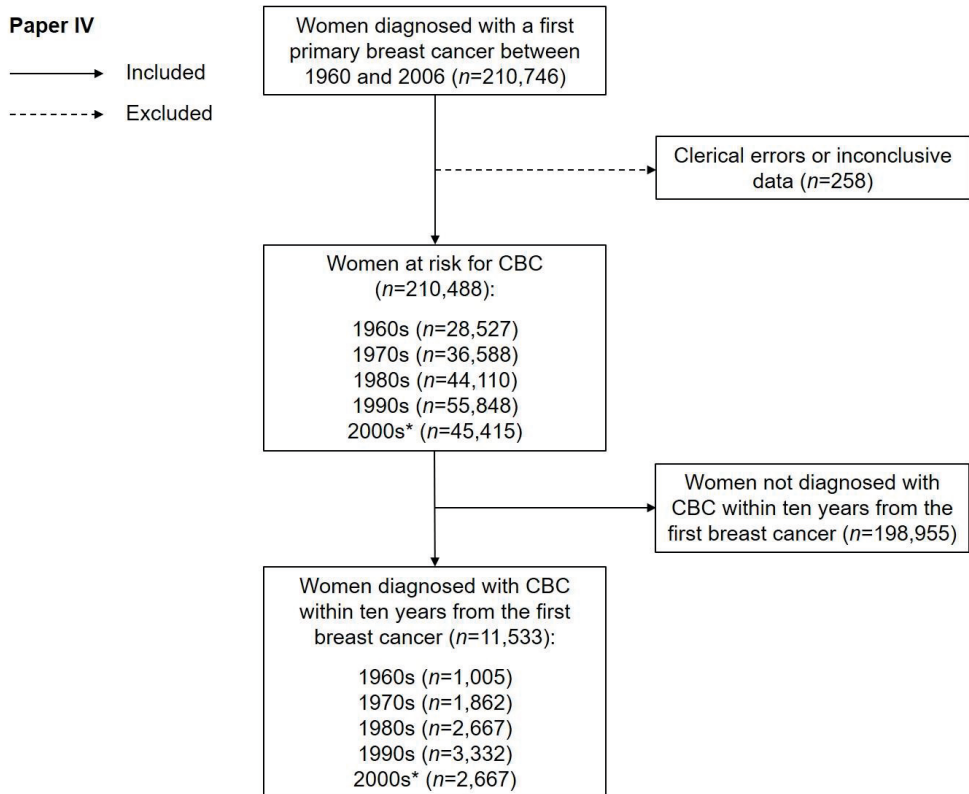 Paper IV
Included
Excluded
Women diagnosed with a first
primary breast cancer between
1960 and 2006 (n=210,746)
Clerical errors or inconclusive
data (n=258)
Women at risk for CBC
(n=210,488):
1960s (n=28,527)
1970s (n=36,588)
1980s (n=44,110)
1990s (n=55,848)
2000s* (n=45,415)
Women not diagnosed with
CBC within ten years from the
first breast cancer (n=198,955)
Women diagnosed with CBC
within ten years from the first
breast cancer (n=11,533):
1960s (n=1,005)
1970s (n=1,862)
1980s (n=2,667)
1990s (n=3,332)
2000s* (n=2,667)